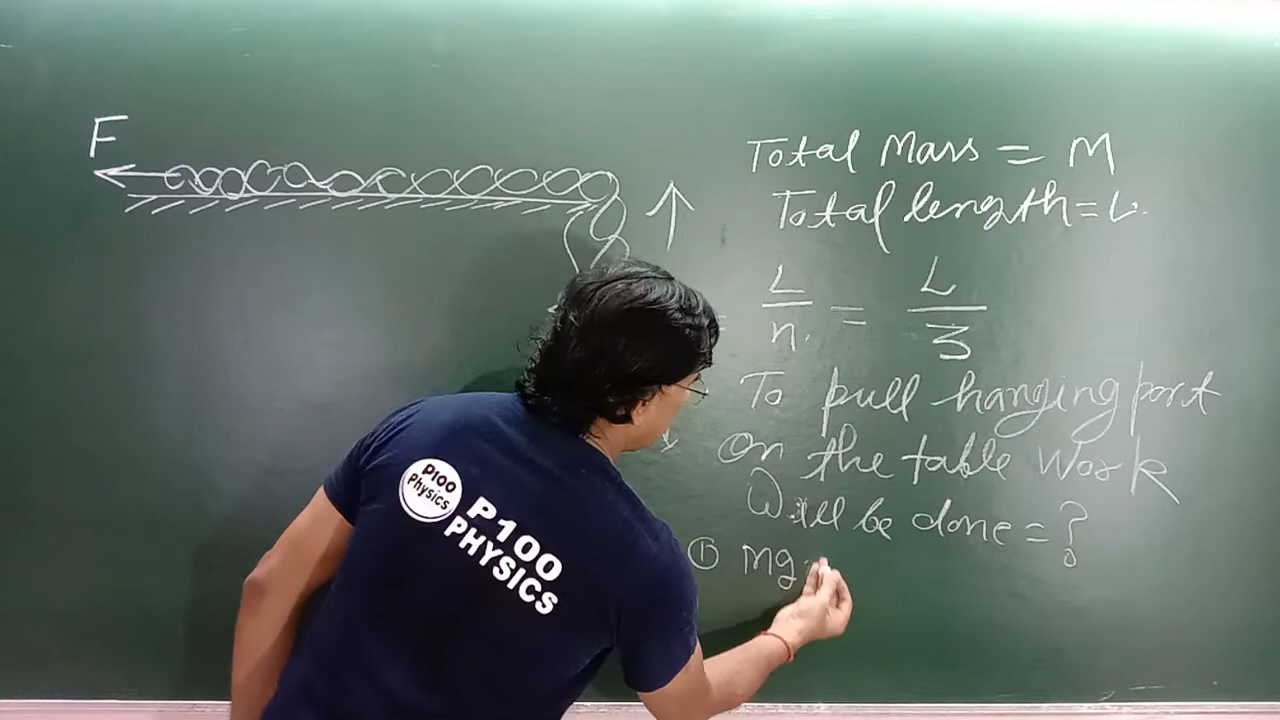 F
Total Mass = M
Total length = L.
L/n = L/3
To pull hanging part
on the table work
Will be done = ?
① mg
P100
Physics
P100
PHYSICS